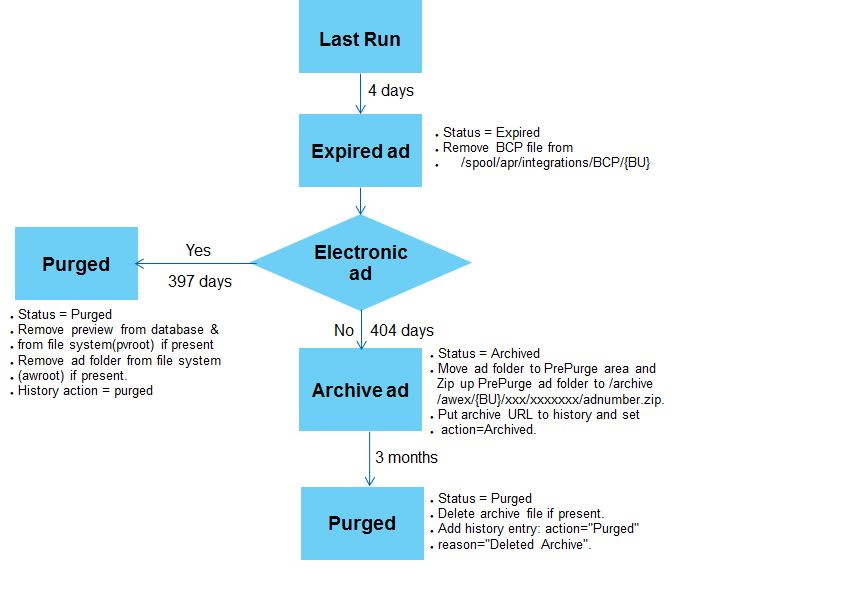 Last Run
4 days
Expired ad
• Status = Expired
• Remove BCP file from
• /spool/apr/integrations/BCP/{BU}
Electronic
ad
Yes
397 days
Purged
• Status = Purged
• Remove preview from database &
• from file system(pvroot) if present
• Remove ad folder from file system
• (awroot) if present.
• History action = purged
No 404 days
Archive ad
• Status = Archived
• Move ad folder to PrePurge area and
Zip up PrePurge ad folder to /archive
/awex/{BU}/xxx/xxxxxxx/adnumber.zip.
• Put archive URL to history and set
• action=Archived.
3 months
Purged
• Status = Purged
• Delete archive file if present.
• Add history entry: action="Purged"
• reason="Deleted Archive".